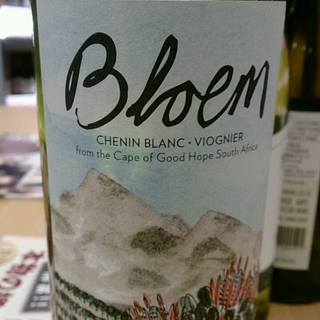 Bloem
CHENIN BLANC • VIOGNIER
from the Cape of Good Hope South Africa